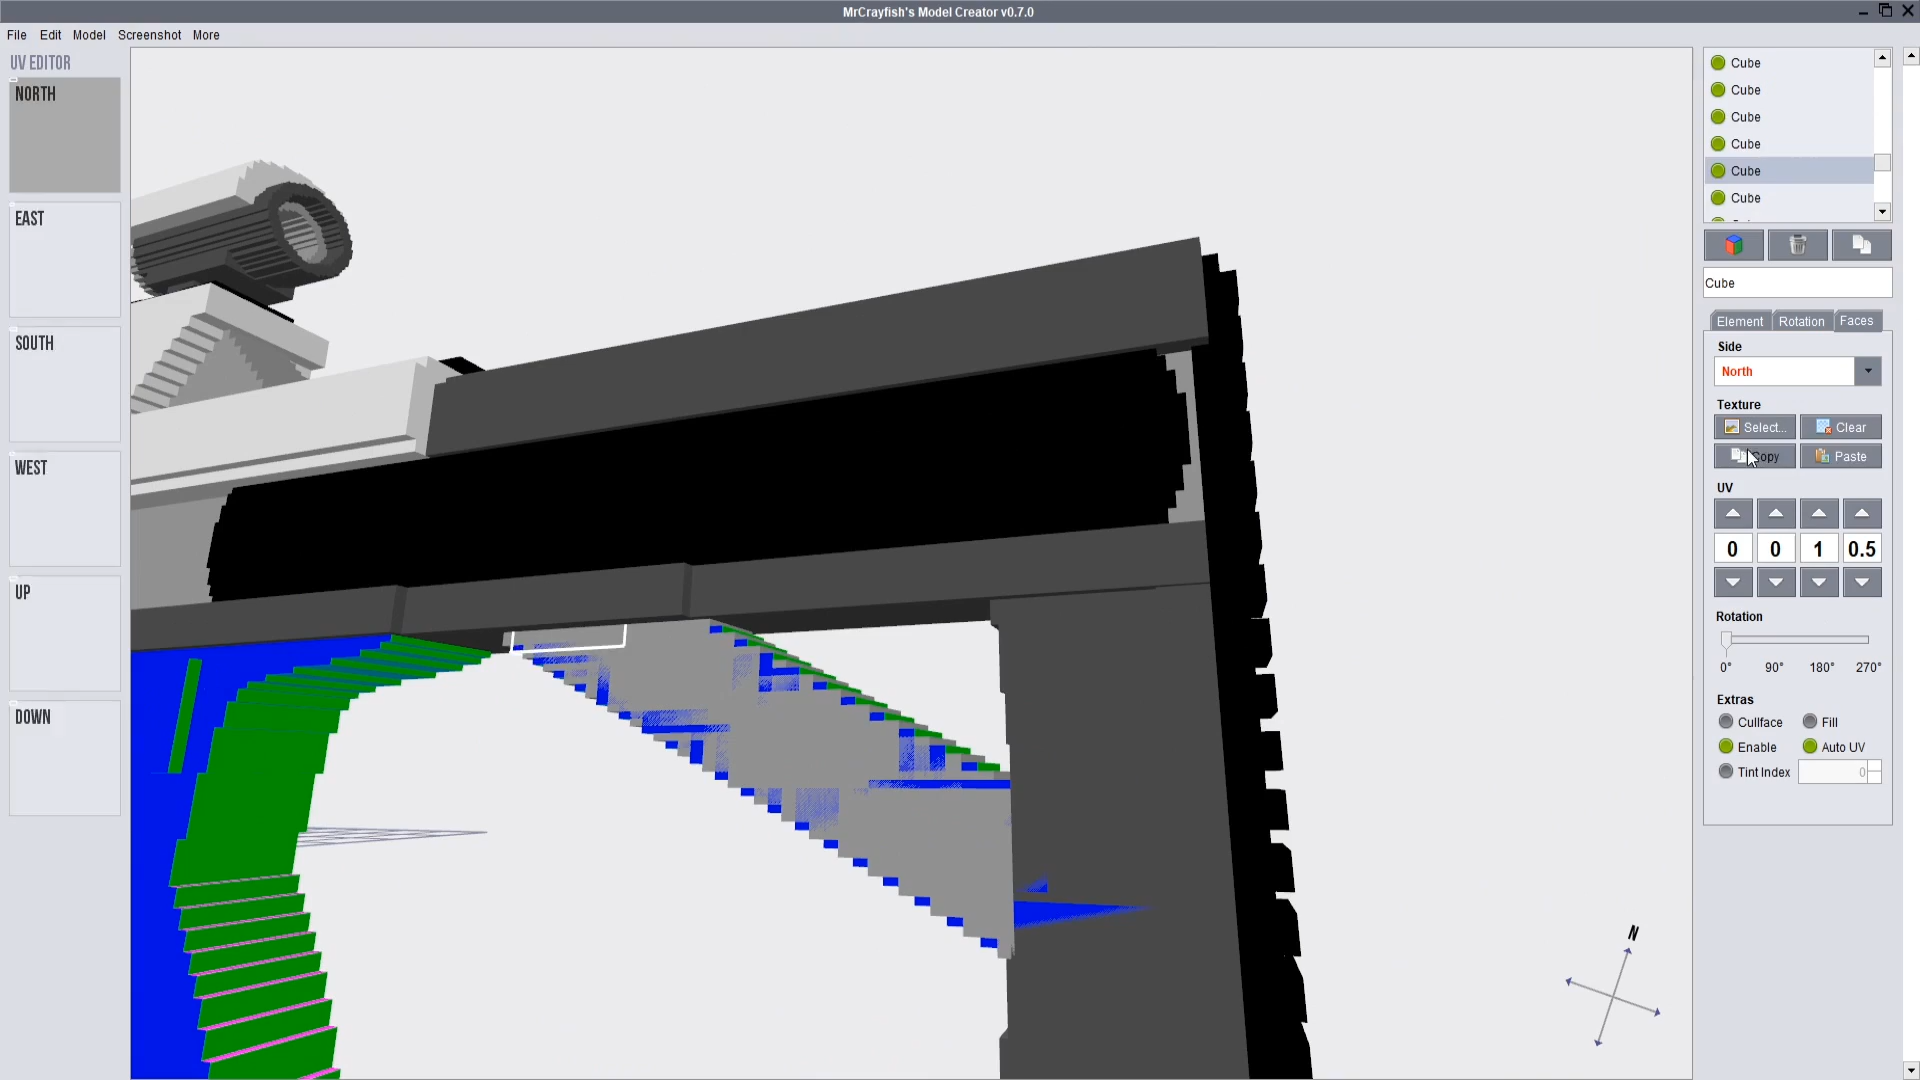 MrCrayfish's Model Creator v0.7.0
File Edit Model Screenshot More
UV EDITOR
NORTH
EAST
SOUTH
WEST
UP
DOWN
N
Cube
Cube
Cube
Cube
Cube
Cube
Cube
Element Rotation Faces
Side
North
Texture
Select... Clear
Copy Paste
UV
0 0 1 0.5
Rotation
0° 90° 180° 270°
Extras
Cullface Fill
Enable Auto UV
Tint Index 0